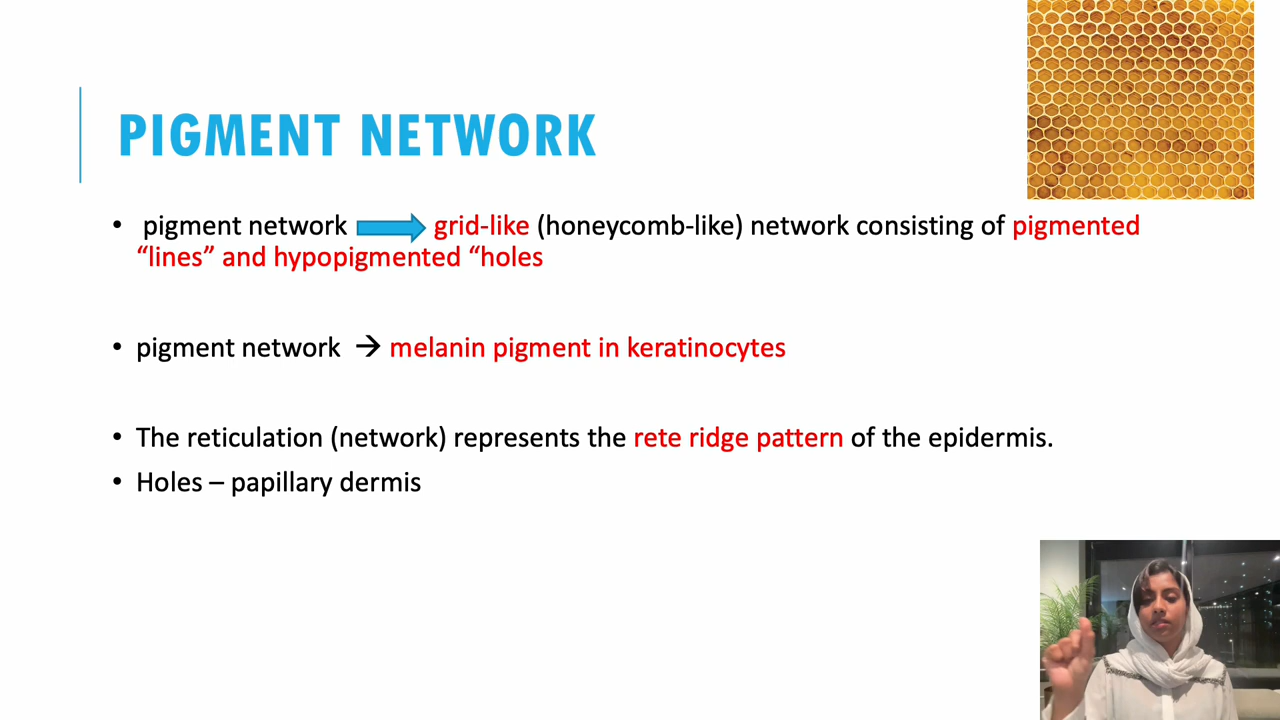 PIGMENT NETWORK
• pigment network grid-like (honeycomb-like) network consisting of pigmented
“lines” and hypopigmented “holes
• pigment network → melanin pigment in keratinocytes
• The reticulation (network) represents the rete ridge pattern of the epidermis.
• Holes – papillary dermis